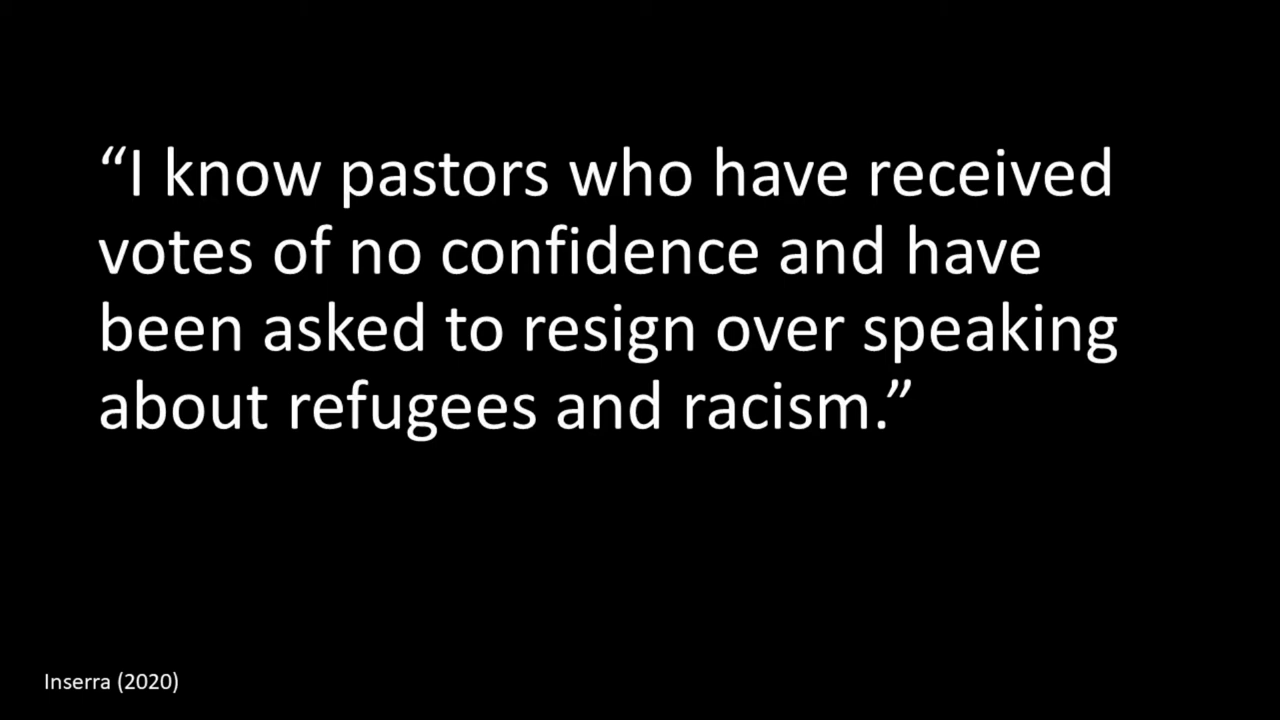 “I know pastors who have received
votes of no confidence and have
been asked to resign over speaking
about refugees and racism.”
Inserra (2020)